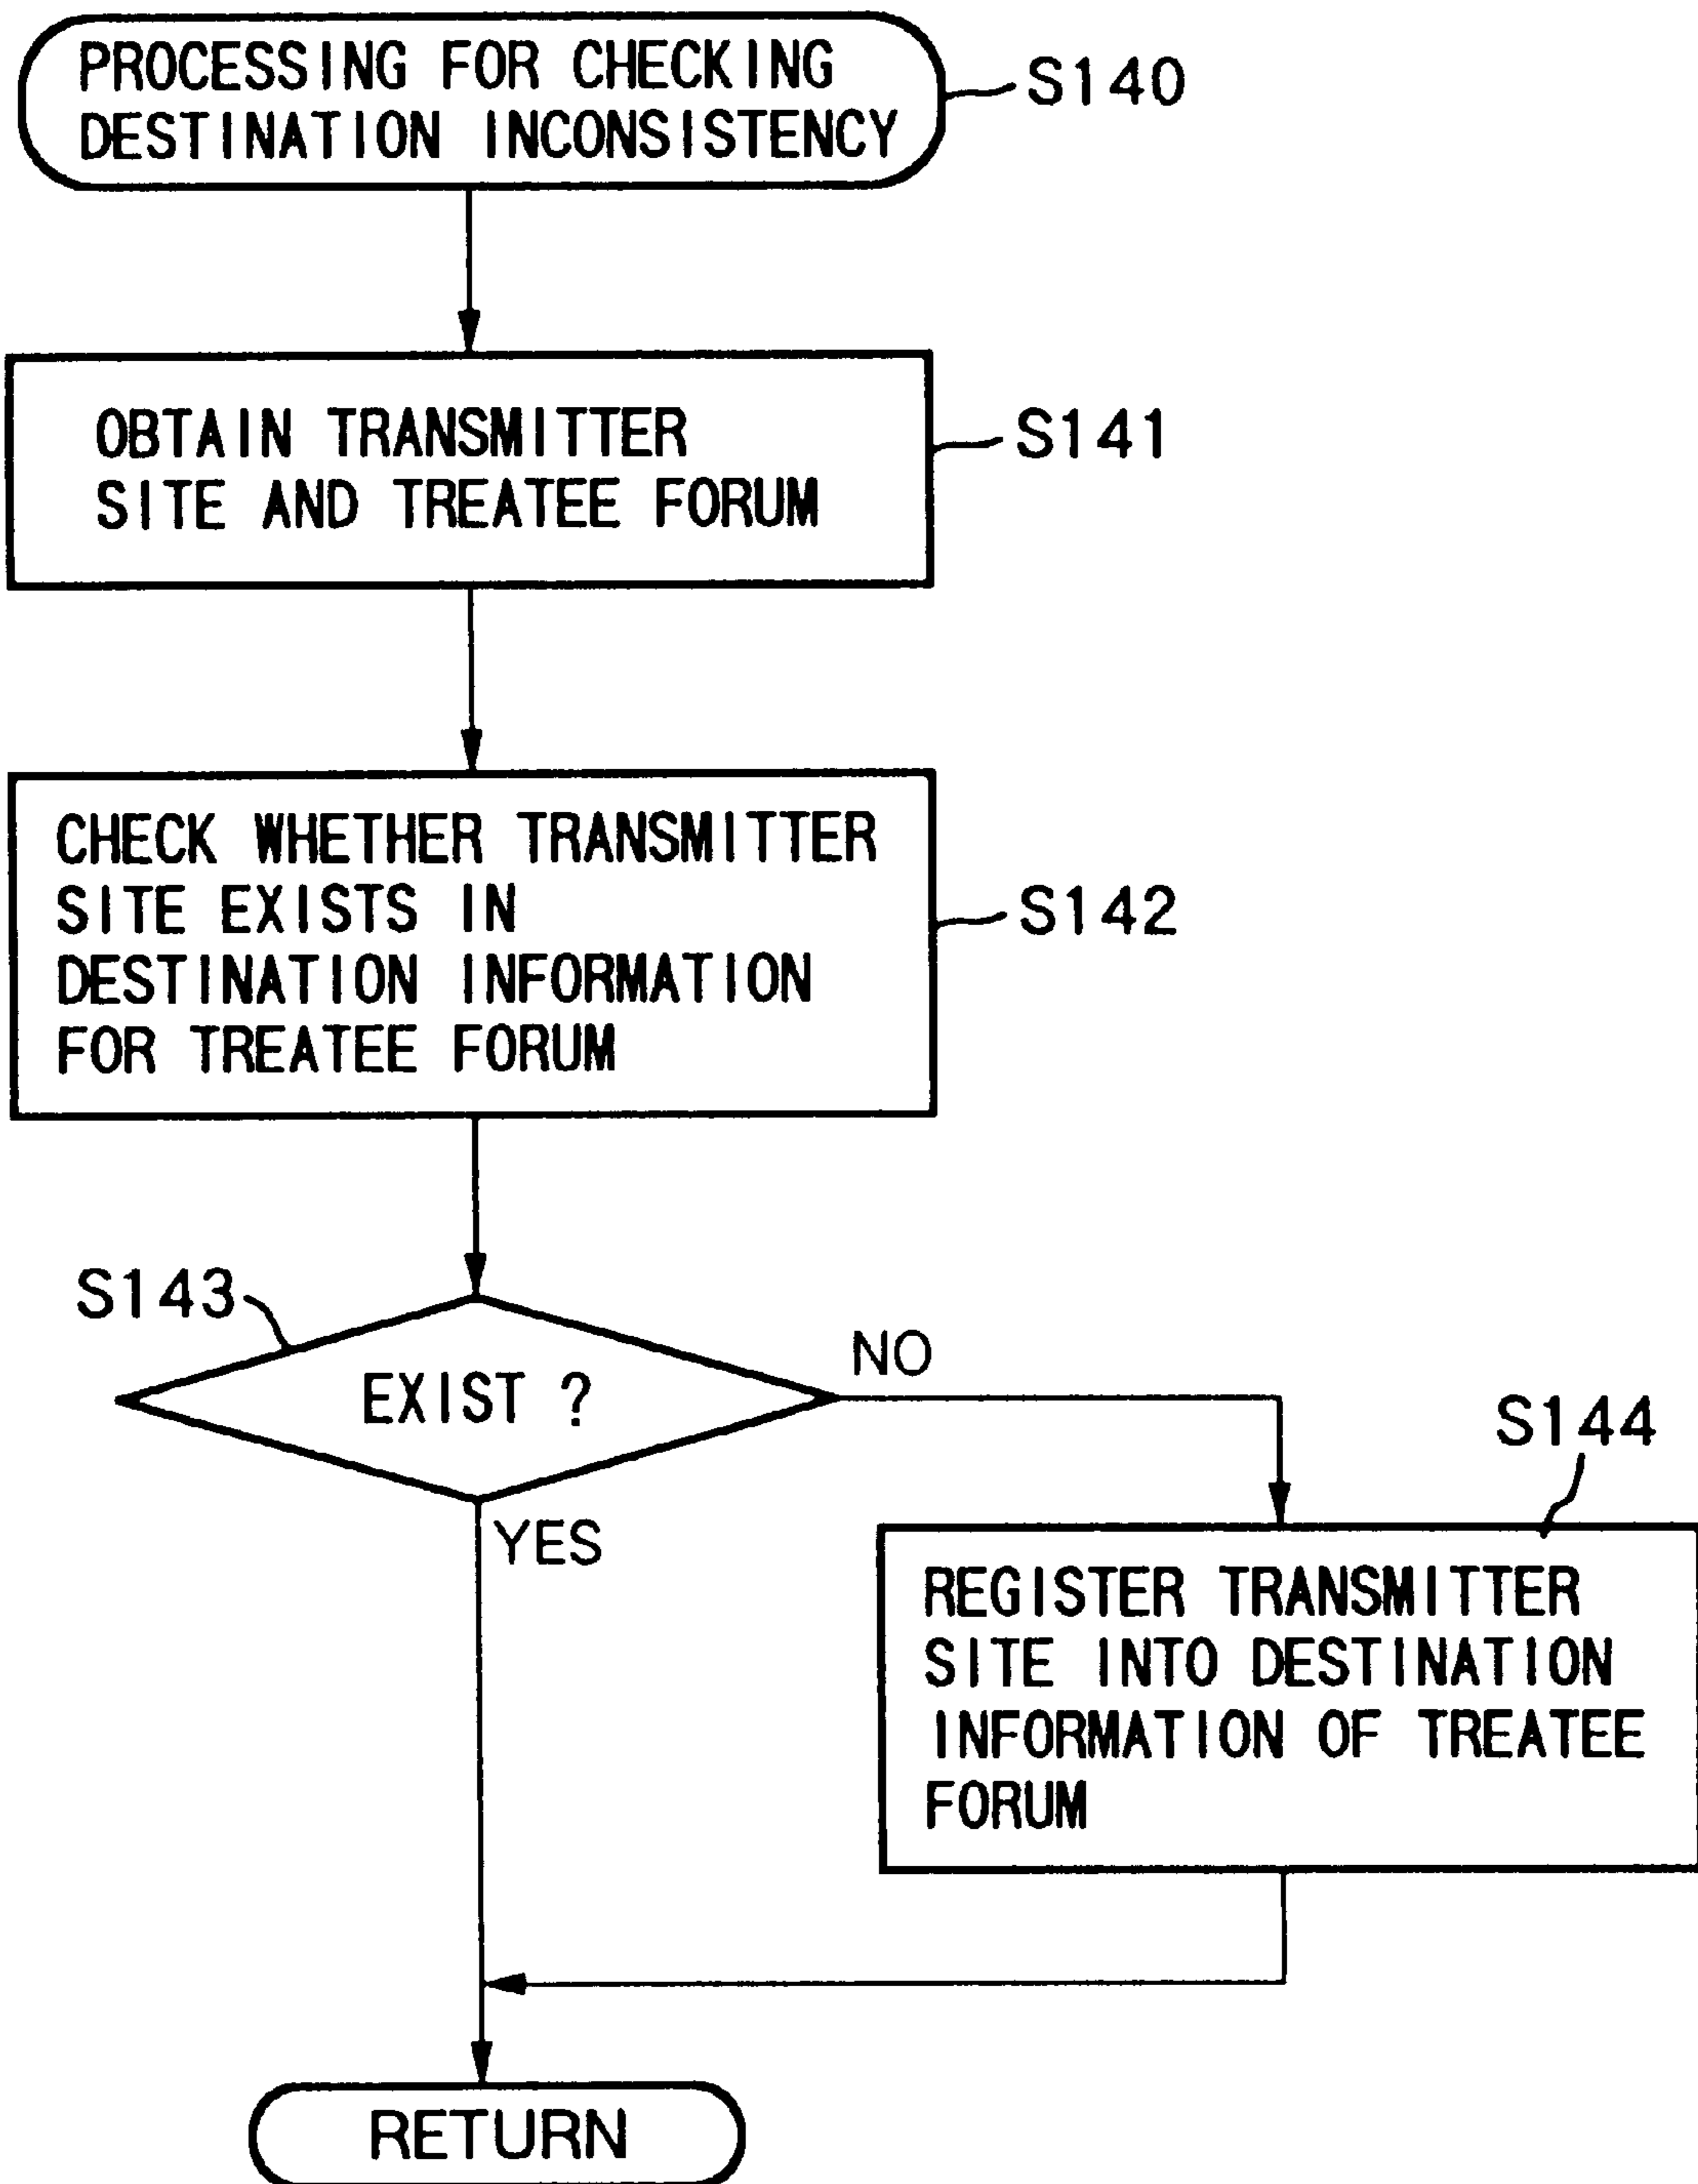 PROCESSING FOR CHECKING
DESTINATION INCONSISTENCY
S140
OBTAIN TRANSMITTER
SITE AND TREATEE FORUM
S141
CHECK WHETHER TRANSMITTER
SITE EXISTS IN
DESTINATION INFORMATION
FOR TREATEE FORUM
S142
S143
EXIST ?
NO
YES
S144
REGISTER TRANSMITTER
SITE INTO DESTINATION
INFORMATION OF TREATEE
FORUM
RETURN